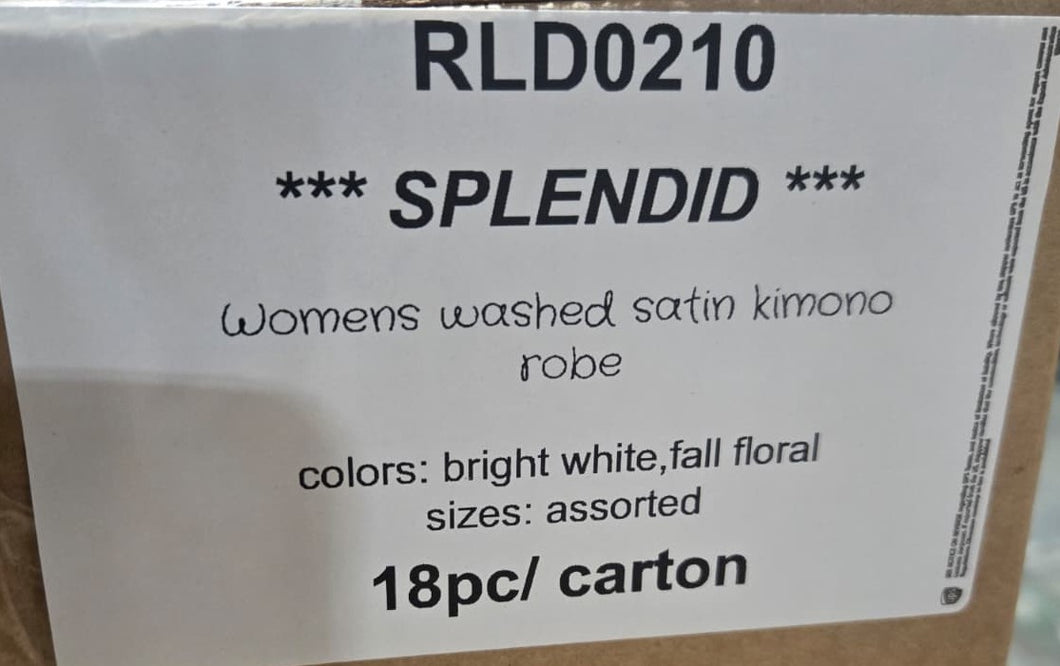 RLD0210
*** SPLENDID ***
Womens washed satin kimono
robe
colors: bright white,fall floral
sizes: assorted
18pc/ carton